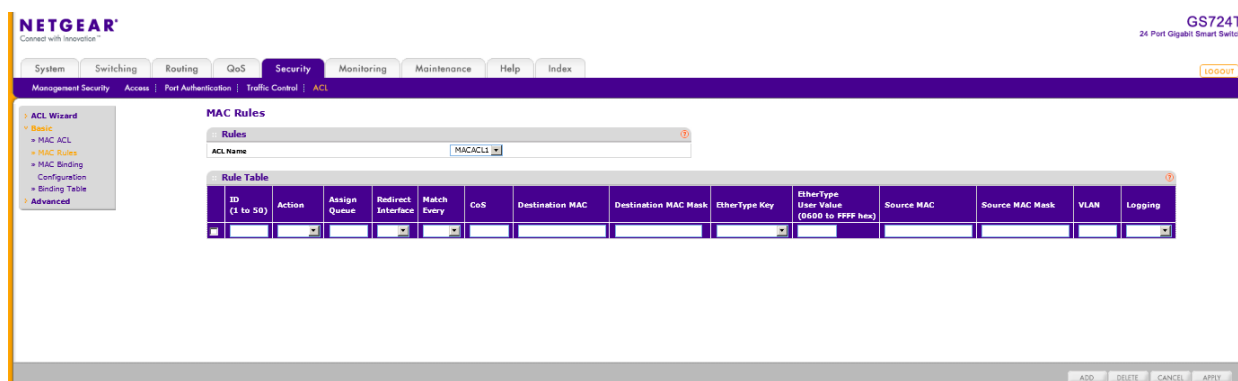 NETGEAR®
Connect with Innovation™
GS724T
24 Port Gigabit Smart Switch
System Switching Routing QoS Security Monitoring Maintenance Help Index
LOGOUT
Management Security Access | Port Authentication | Traffic Control | ACL
ACL Wizard
Basic
» MAC ACL
» MAC Rules
» MAC Binding
Configuration
» Binding Table
Advanced
MAC Rules
Rules
ACL Name MACACL1
Rule Table
ID (1 to 50) Action Assign Queue Redirect Interface Match Every CoS Destination MAC Destination MAC Mask EtherType Key EtherType User Value (0600 to FFFF hex) Source MAC Source MAC Mask VLAN Logging
ADD DELETE CANCEL APPLY